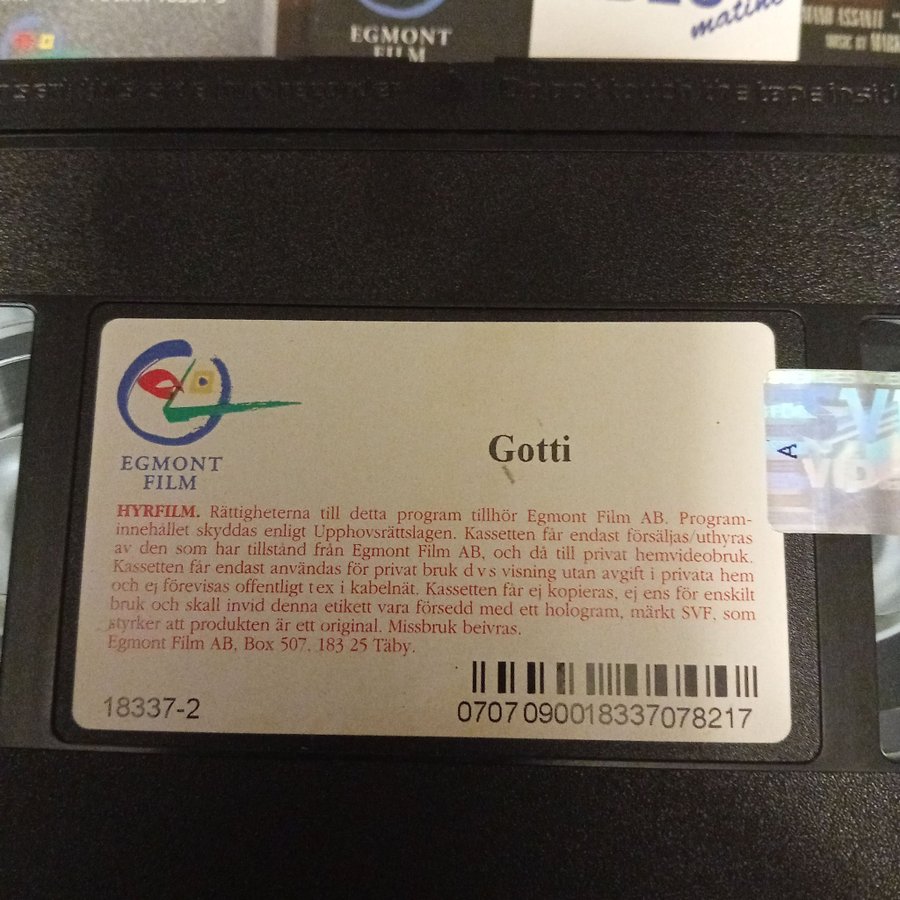 EGMONT
FILM
matine
ARMAND ASSANTE
MUSIC BY
EGMONT
FILM
Gotti
HYRFILM. Rättigheterna till detta program tillhör Egmont Film AB. Program-
innehållet skyddas enligt Upphovsrättslagen. Kassetten får endast försäljas/uthyras
av den som har tillstånd från Egmont Film AB, och då till privat hemvideobruk.
Kassetten får endast användas för privat bruk d v s visning utan avgift i privata hem
och ej förevisas offentligt t ex i kabelnät. Kassetten får ej kopieras, ej ens för enskilt
bruk och skall invid denna etikett vara försedd med ett hologram, märkt SVF, som
styrker att produkten är ett original. Missbruk beivras.
Egmont Film AB, Box 507, 183 25 Täby.
18337-2
0707090018337078217
A